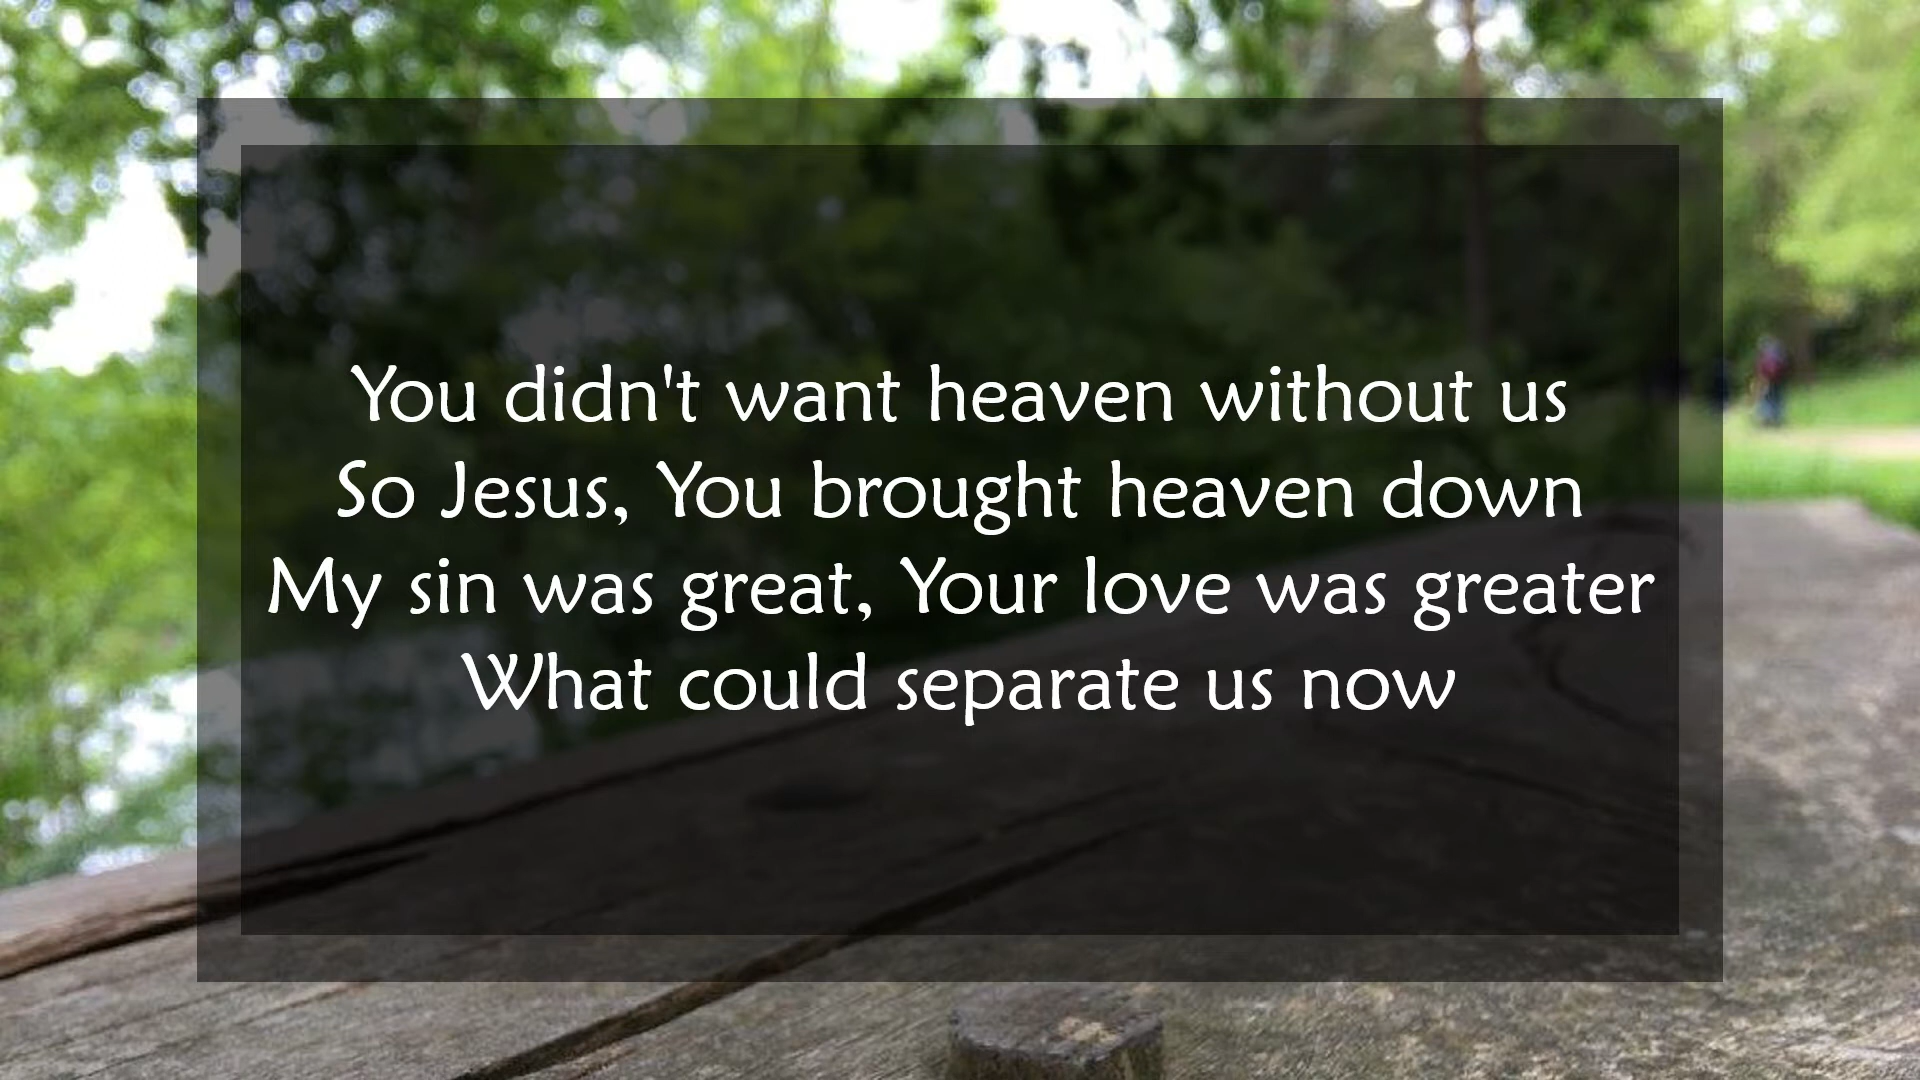 You didn't want heaven without us
So Jesus, You brought heaven down
My sin was great, Your love was greater
What could separate us now